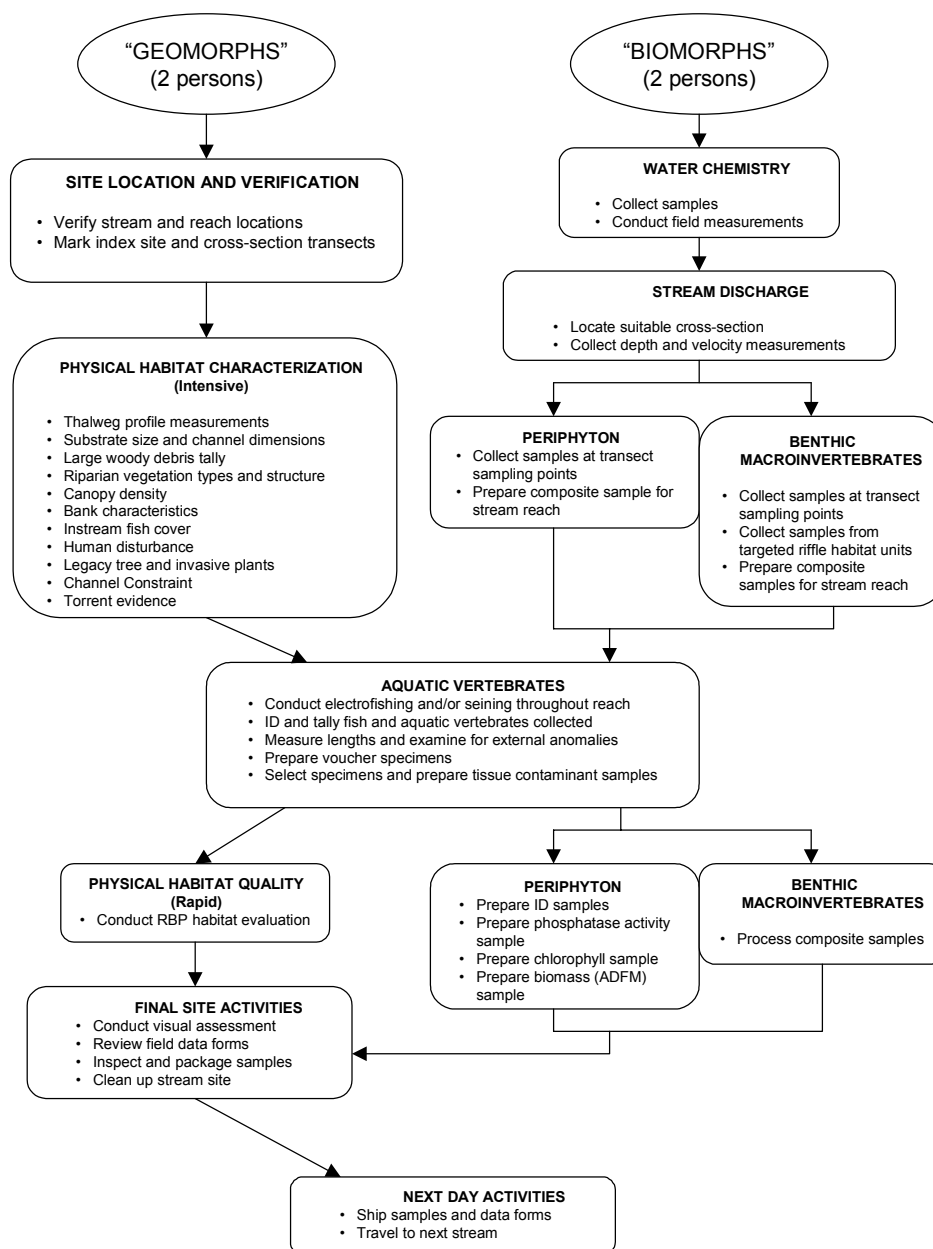 “GEOMORPHS”
(2 persons)
“BIOMORPHS”
(2 persons)
SITE LOCATION AND VERIFICATION
• Verify stream and reach locations
• Mark index site and cross-section transects
WATER CHEMISTRY
• Collect samples
• Conduct field measurements
STREAM DISCHARGE
• Locate suitable cross-section
• Collect depth and velocity measurements
PHYSICAL HABITAT CHARACTERIZATION
(Intensive)
• Thalweg profile measurements
• Substrate size and channel dimensions
• Large woody debris tally
• Riparian vegetation types and structure
• Canopy density
• Bank characteristics
• Instream fish cover
• Human disturbance
• Legacy tree and invasive plants
• Channel Constraint
• Torrent evidence
PERIPHYTON
• Collect samples at transect
sampling points
• Prepare composite sample for
stream reach
BENTHIC
MACROINVERTEBRATES
• Collect samples at transect
sampling points
• Collect samples from
targeted riffle habitat units
• Prepare composite
samples for stream reach
AQUATIC VERTEBRATES
• Conduct electrofishing and/or seining throughout reach
• ID and tally fish and aquatic vertebrates collected
• Measure lengths and examine for external anomalies
• Prepare voucher specimens
• Select specimens and prepare tissue contaminant samples
PHYSICAL HABITAT QUALITY
(Rapid)
• Conduct RBP habitat evaluation
PERIPHYTON
• Prepare ID samples
• Prepare phosphatase activity
sample
• Prepare chlorophyll sample
• Prepare biomass (ADFM)
sample
BENTHIC
MACROINVERTEBRATES
• Process composite samples
FINAL SITE ACTIVITIES
• Conduct visual assessment
• Review field data forms
• Inspect and package samples
• Clean up stream site
NEXT DAY ACTIVITIES
• Ship samples and data forms
• Travel to next stream